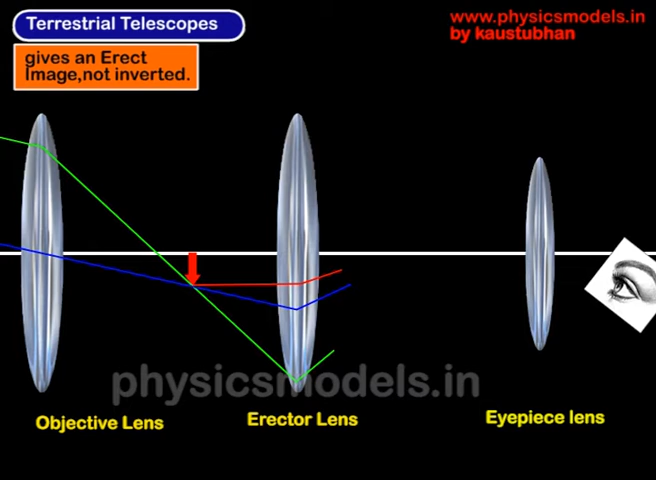 Terrestrial Telescopes
www.physicsmodels.in
by kaustubhan
gives an Erect
Image,not inverted.
physicsmodels.in
Objective Lens
Erector Lens
Eyepiece lens